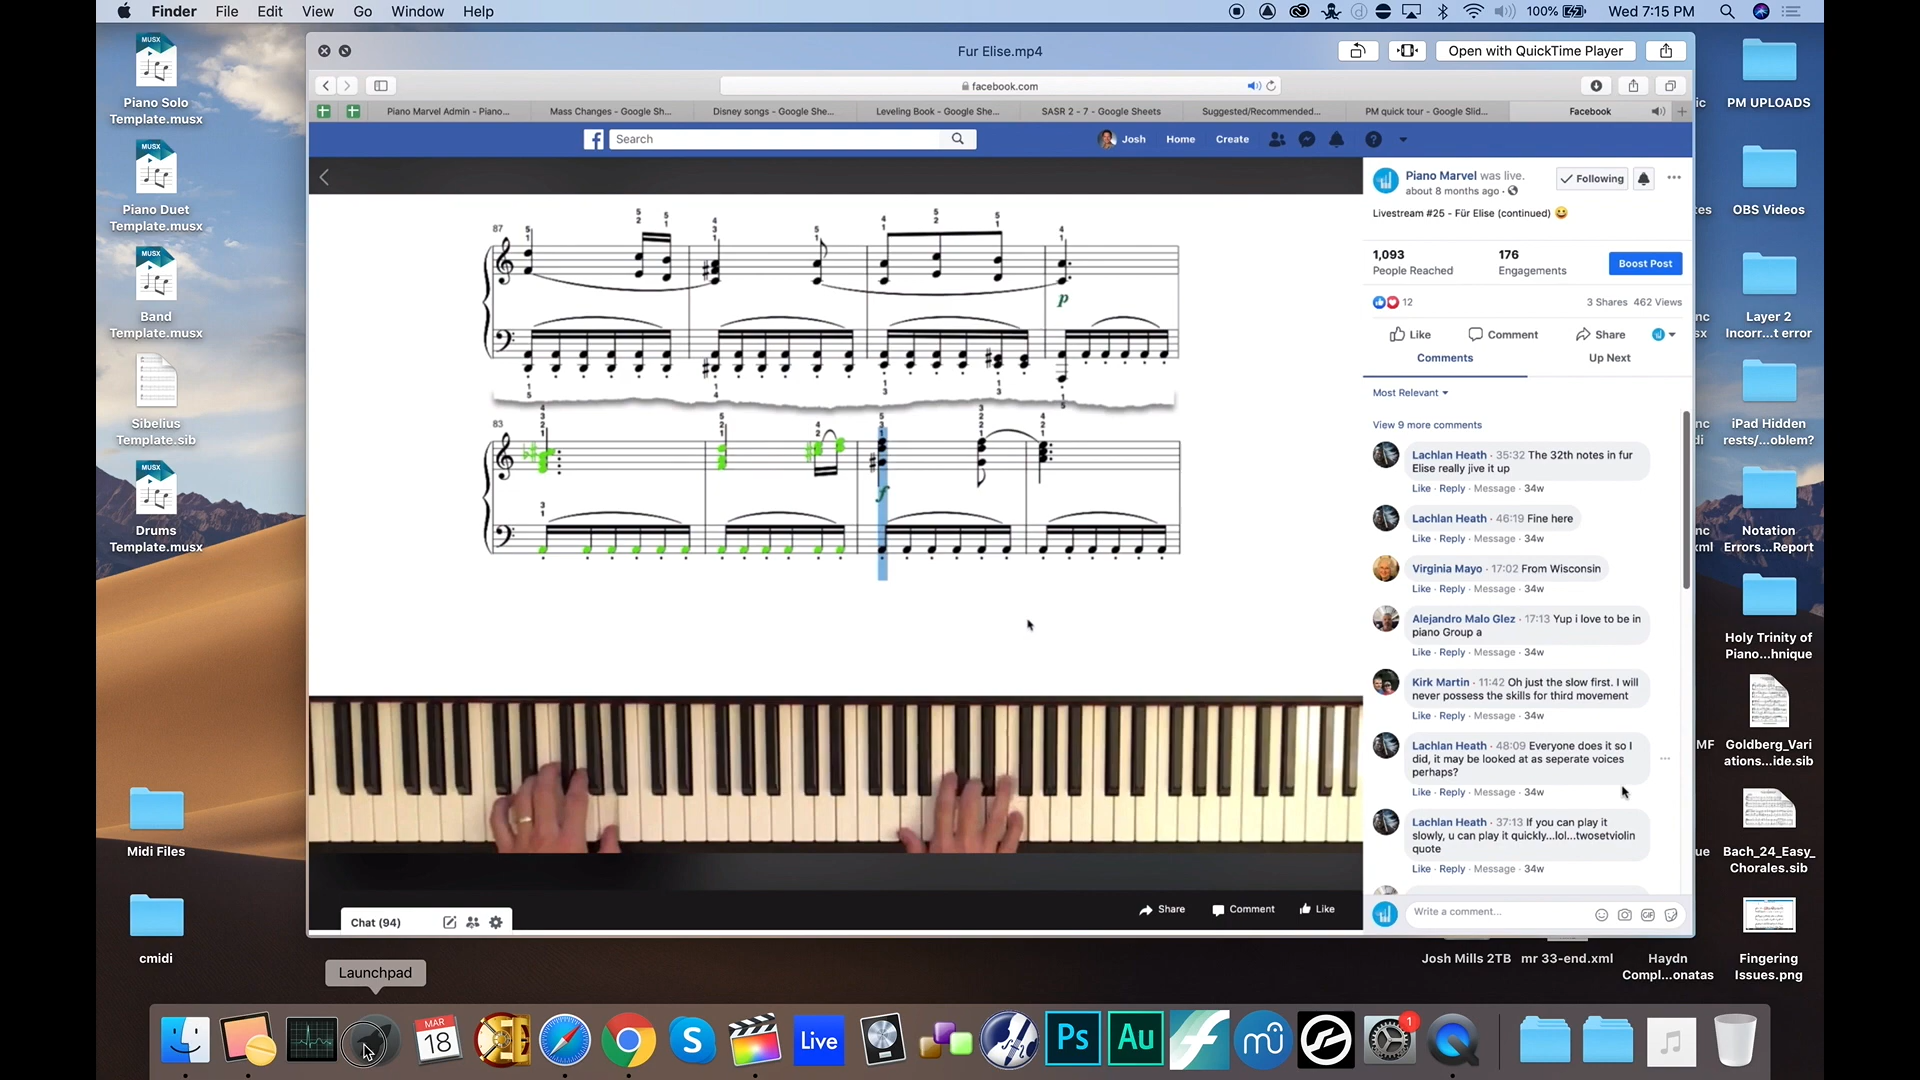 Finder File Edit View Go Window Help
100% Wed 7:15 PM
Fur Elise.mp4
Open with QuickTime Player
facebook.com
Piano Marvel Admin - Piano...
Mass Changes - Google Sh...
Disney songs - Google She...
Leveling Book - Google She...
SASR 2 - 7 - Google Sheets
Suggested/Recommended...
PM quick tour - Google Slid...
Facebook
Search
Josh Home Create
Piano Marvel was live.
about 8 months ago
Following
Livestream #25 - Für Elise (continued)
1,093
People Reached
176
Engagements
Boost Post
12
3 Shares 462 Views
Like Comment Share
Comments Up Next
Most Relevant
View 9 more comments
Lachlan Heath · 35:32 The 32th notes in fur
Elise really jive it up
Like · Reply · Message · 34w
Lachlan Heath · 46:19 Fine here
Like · Reply · Message · 34w
Virginia Mayo · 17:02 From Wisconsin
Like · Reply · Message · 34w
Alejandro Malo Glez · 17:13 Yup i love to be in
piano Group a
Like · Reply · Message · 34w
Kirk Martin · 11:42 Oh just the slow first. I will
never possess the skills for third movement
Like · Reply · Message · 34w
Lachlan Heath · 48:09 Everyone does it so I
did, it may be looked at as seperate voices
perhaps?
Like · Reply · Message · 34w
Lachlan Heath · 37:13 If you can play it
slowly, u can play it quickly...lol...twosetviolin
quote
Like · Reply · Message · 34w
Write a comment...
GIF
87
p
83
f
Share Comment Like
Chat (94)
MUSX
Piano Solo
Template.musx
MUSX
Piano Duet
Template.musx
MUSX
Band
Template.musx
Sibelius
Template.sib
MUSX
Drums
Template.musx
Midi Files
cmidi
PM UPLOADS
OBS Videos
Layer 2
Incorr...t error
iPad Hidden
rests/...oblem?
Notation
Errors...Report
Holy Trinity of
Piano...hnique
Goldberg_Vari
ations...ide.sib
Bach_24_Easy_
Chorales.sib
Fingering
Issues.png
Josh Mills 2TB
mr 33-end.xml
Haydn
Compl...onatas
MF
Launchpad
MAR
18
Live
Ps
Au
1